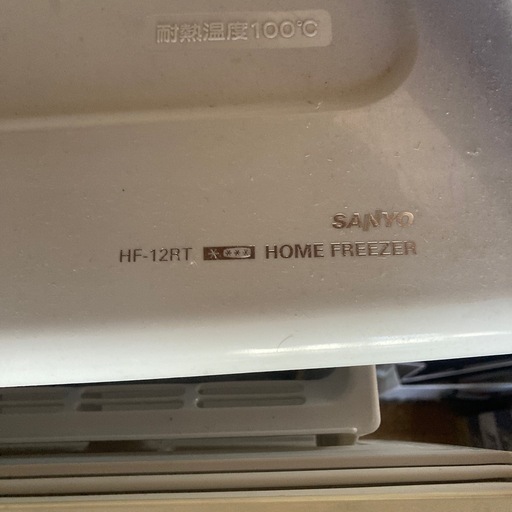 耐熱温度100℃
SANYO
HF-12RT **** HOME FREEZER